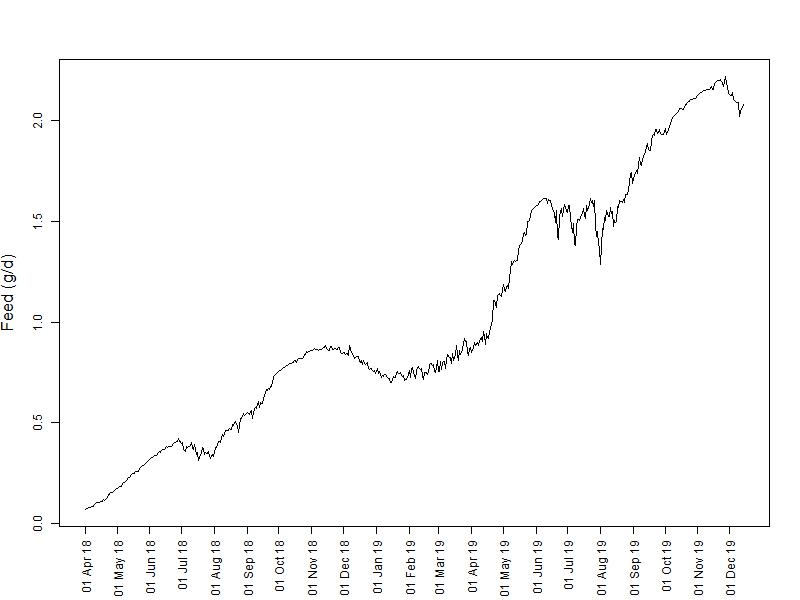 Feed (g/d)
2.0
1.5
1.0
0.5
0.0
01 Apr 18
01 May 18
01 Jun 18
01 Jul 18
01 Aug 18
01 Sep 18
01 Oct 18
01 Nov 18
01 Dec 18
01 Jan 19
01 Feb 19
01 Mar 19
01 Apr 19
01 May 19
01 Jun 19
01 Jul 19
01 Aug 19
01 Sep 19
01 Oct 19
01 Nov 19
01 Dec 19